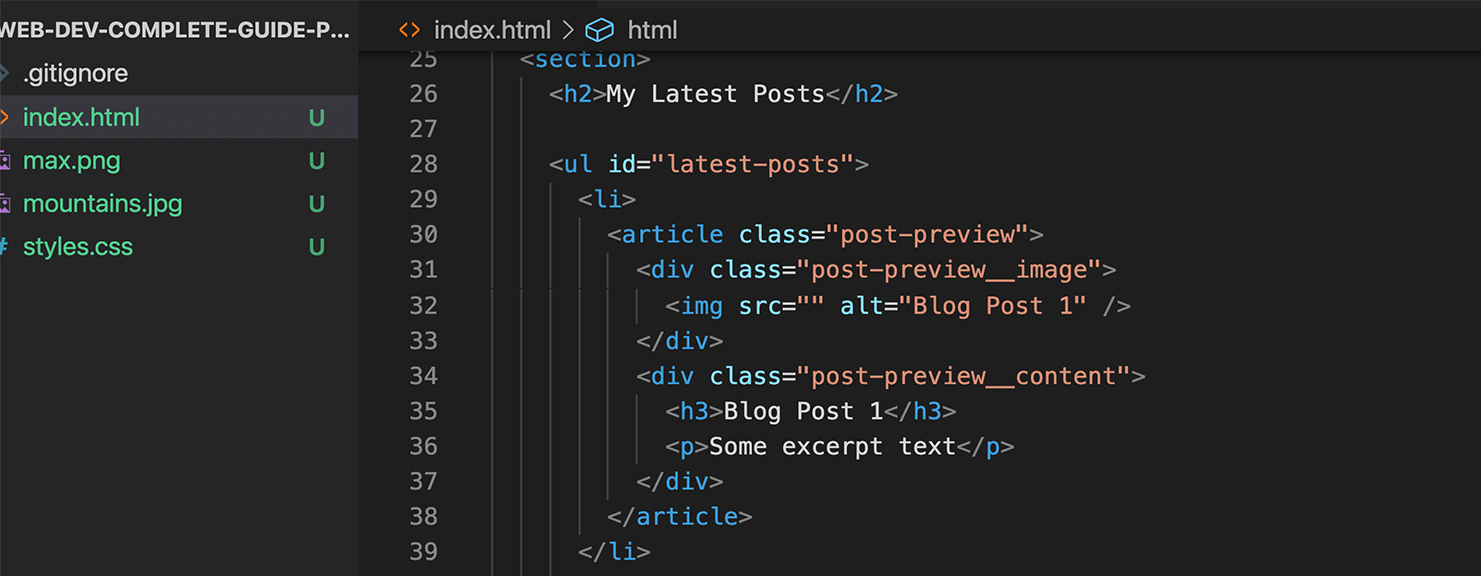 WEB-DEV-COMPLETE-GUIDE-P...
.gitignore
index.html U
max.png U
mountains.jpg U
# styles.css U
<> index.html > html
25 <section>
26 <h2>My Latest Posts</h2>
27
28 <ul id="latest-posts">
29 <li>
30 <article class="post-preview">
31 <div class="post-preview__image">
32 <img src="" alt="Blog Post 1" />
33 </div>
34 <div class="post-preview__content">
35 <h3>Blog Post 1</h3>
36 <p>Some excerpt text</p>
37 </div>
38 </article>
39 </li>